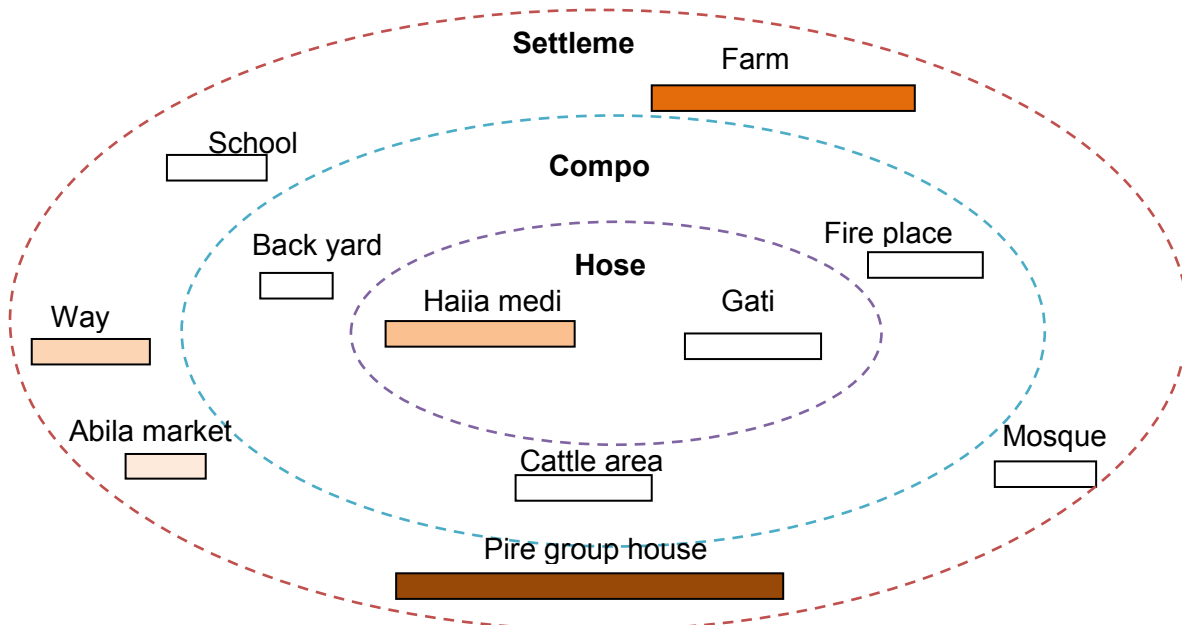 Settleme
Farm
School
Compo
Back yard
Fire place
Hose
Haiia medi
Gati
Way
Abila market
Mosque
Cattle area
Pire group house